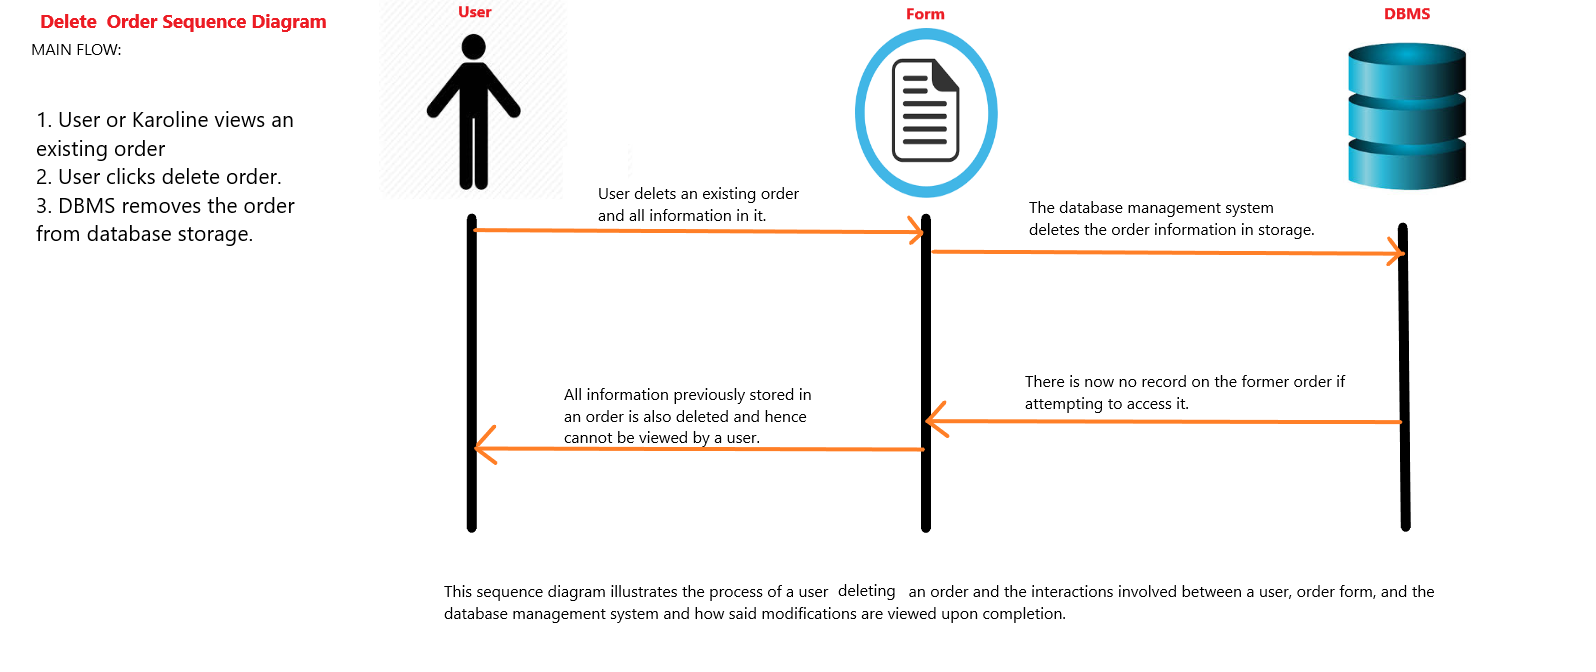 Delete Order Sequence Diagram
MAIN FLOW:
1. User or Karoline views an
existing order
2. User clicks delete order.
3. DBMS removes the order
from database storage.
User
Form
DBMS
User delets an existing order
and all information in it.
The database management system
deletes the order information in storage.
There is now no record on the former order if
attempting to access it.
All information previously stored in
an order is also deleted and hence
cannot be viewed by a user.
This sequence diagram illustrates the process of a user deleting an order and the interactions involved between a user, order form, and the
database management system and how said modifications are viewed upon completion.